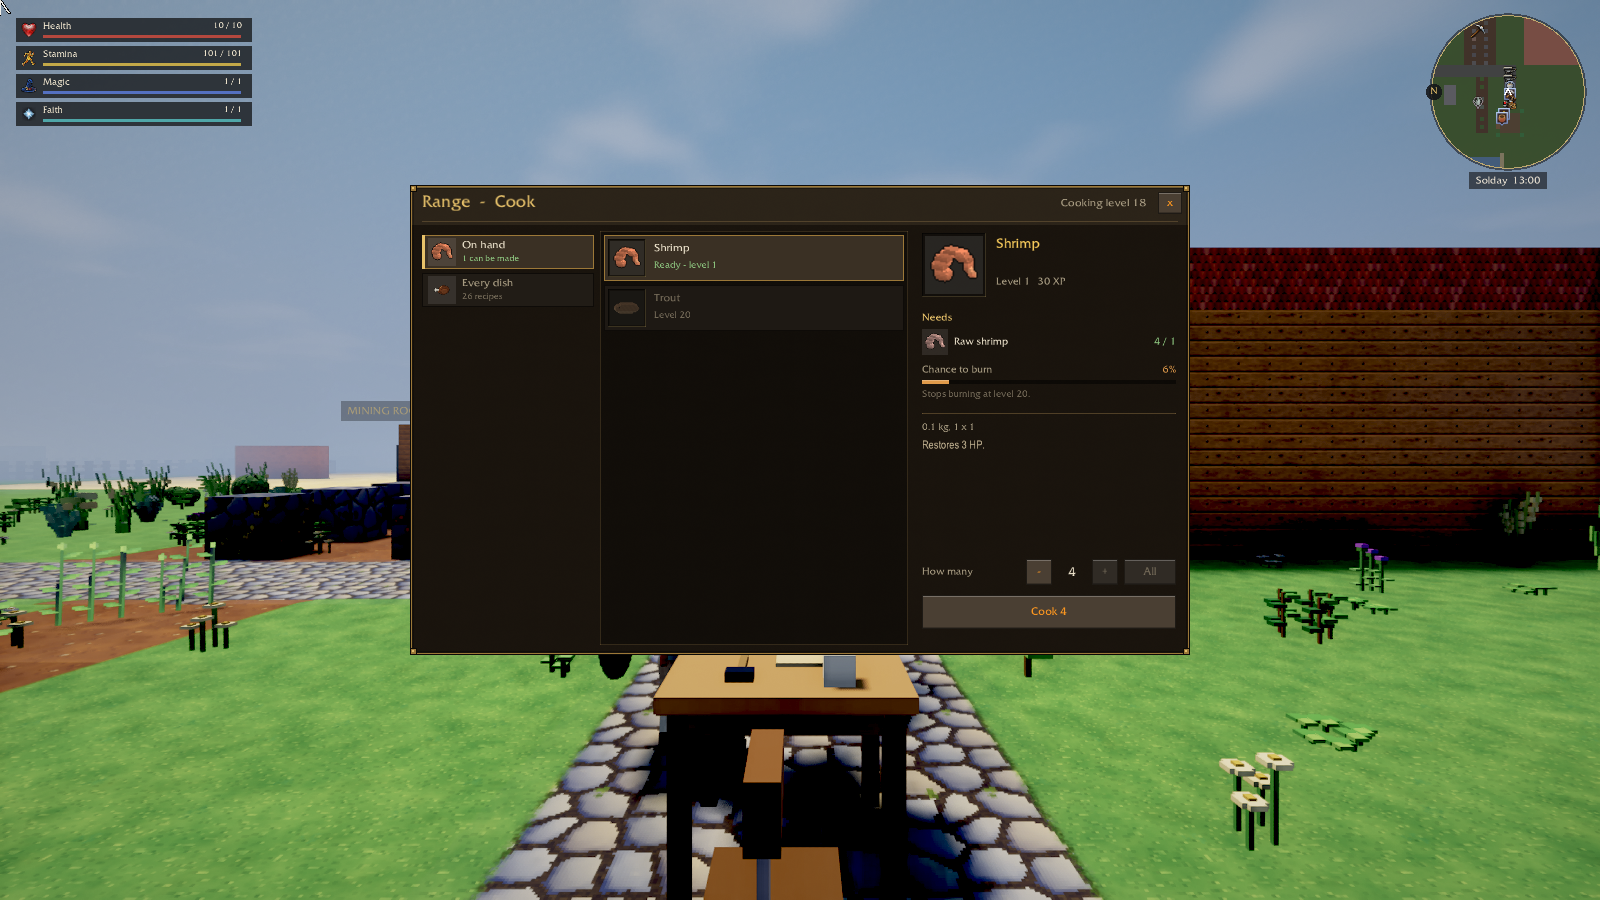 Health
10 / 10
Stamina
101 / 101
Magic
1 / 1
Faith
1 / 1
N
Solday 13:00
Range - Cook
Cooking level 18
x
On hand
1 can be made
Every dish
26 recipes
Shrimp
Ready - level 1
Trout
Level 20
Shrimp
Level 1 30 XP
Needs
Raw shrimp
4 / 1
Chance to burn
6%
Stops burning at level 20.
0.1 kg, 1 x 1
Restores 3 HP.
How many
-
4
+
All
Cook 4
MINING RO